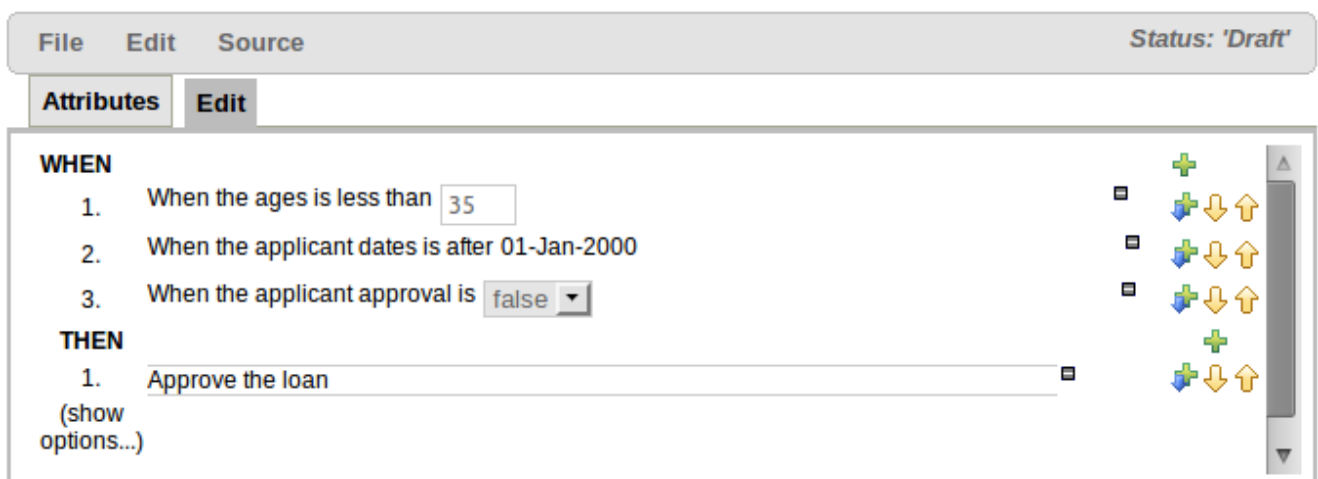 File Edit Source Status: 'Draft'
Attributes Edit
WHEN
1. When the ages is less than 35
2. When the applicant dates is after 01-Jan-2000
3. When the applicant approval is false
THEN
1. Approve the loan
(show
options...)